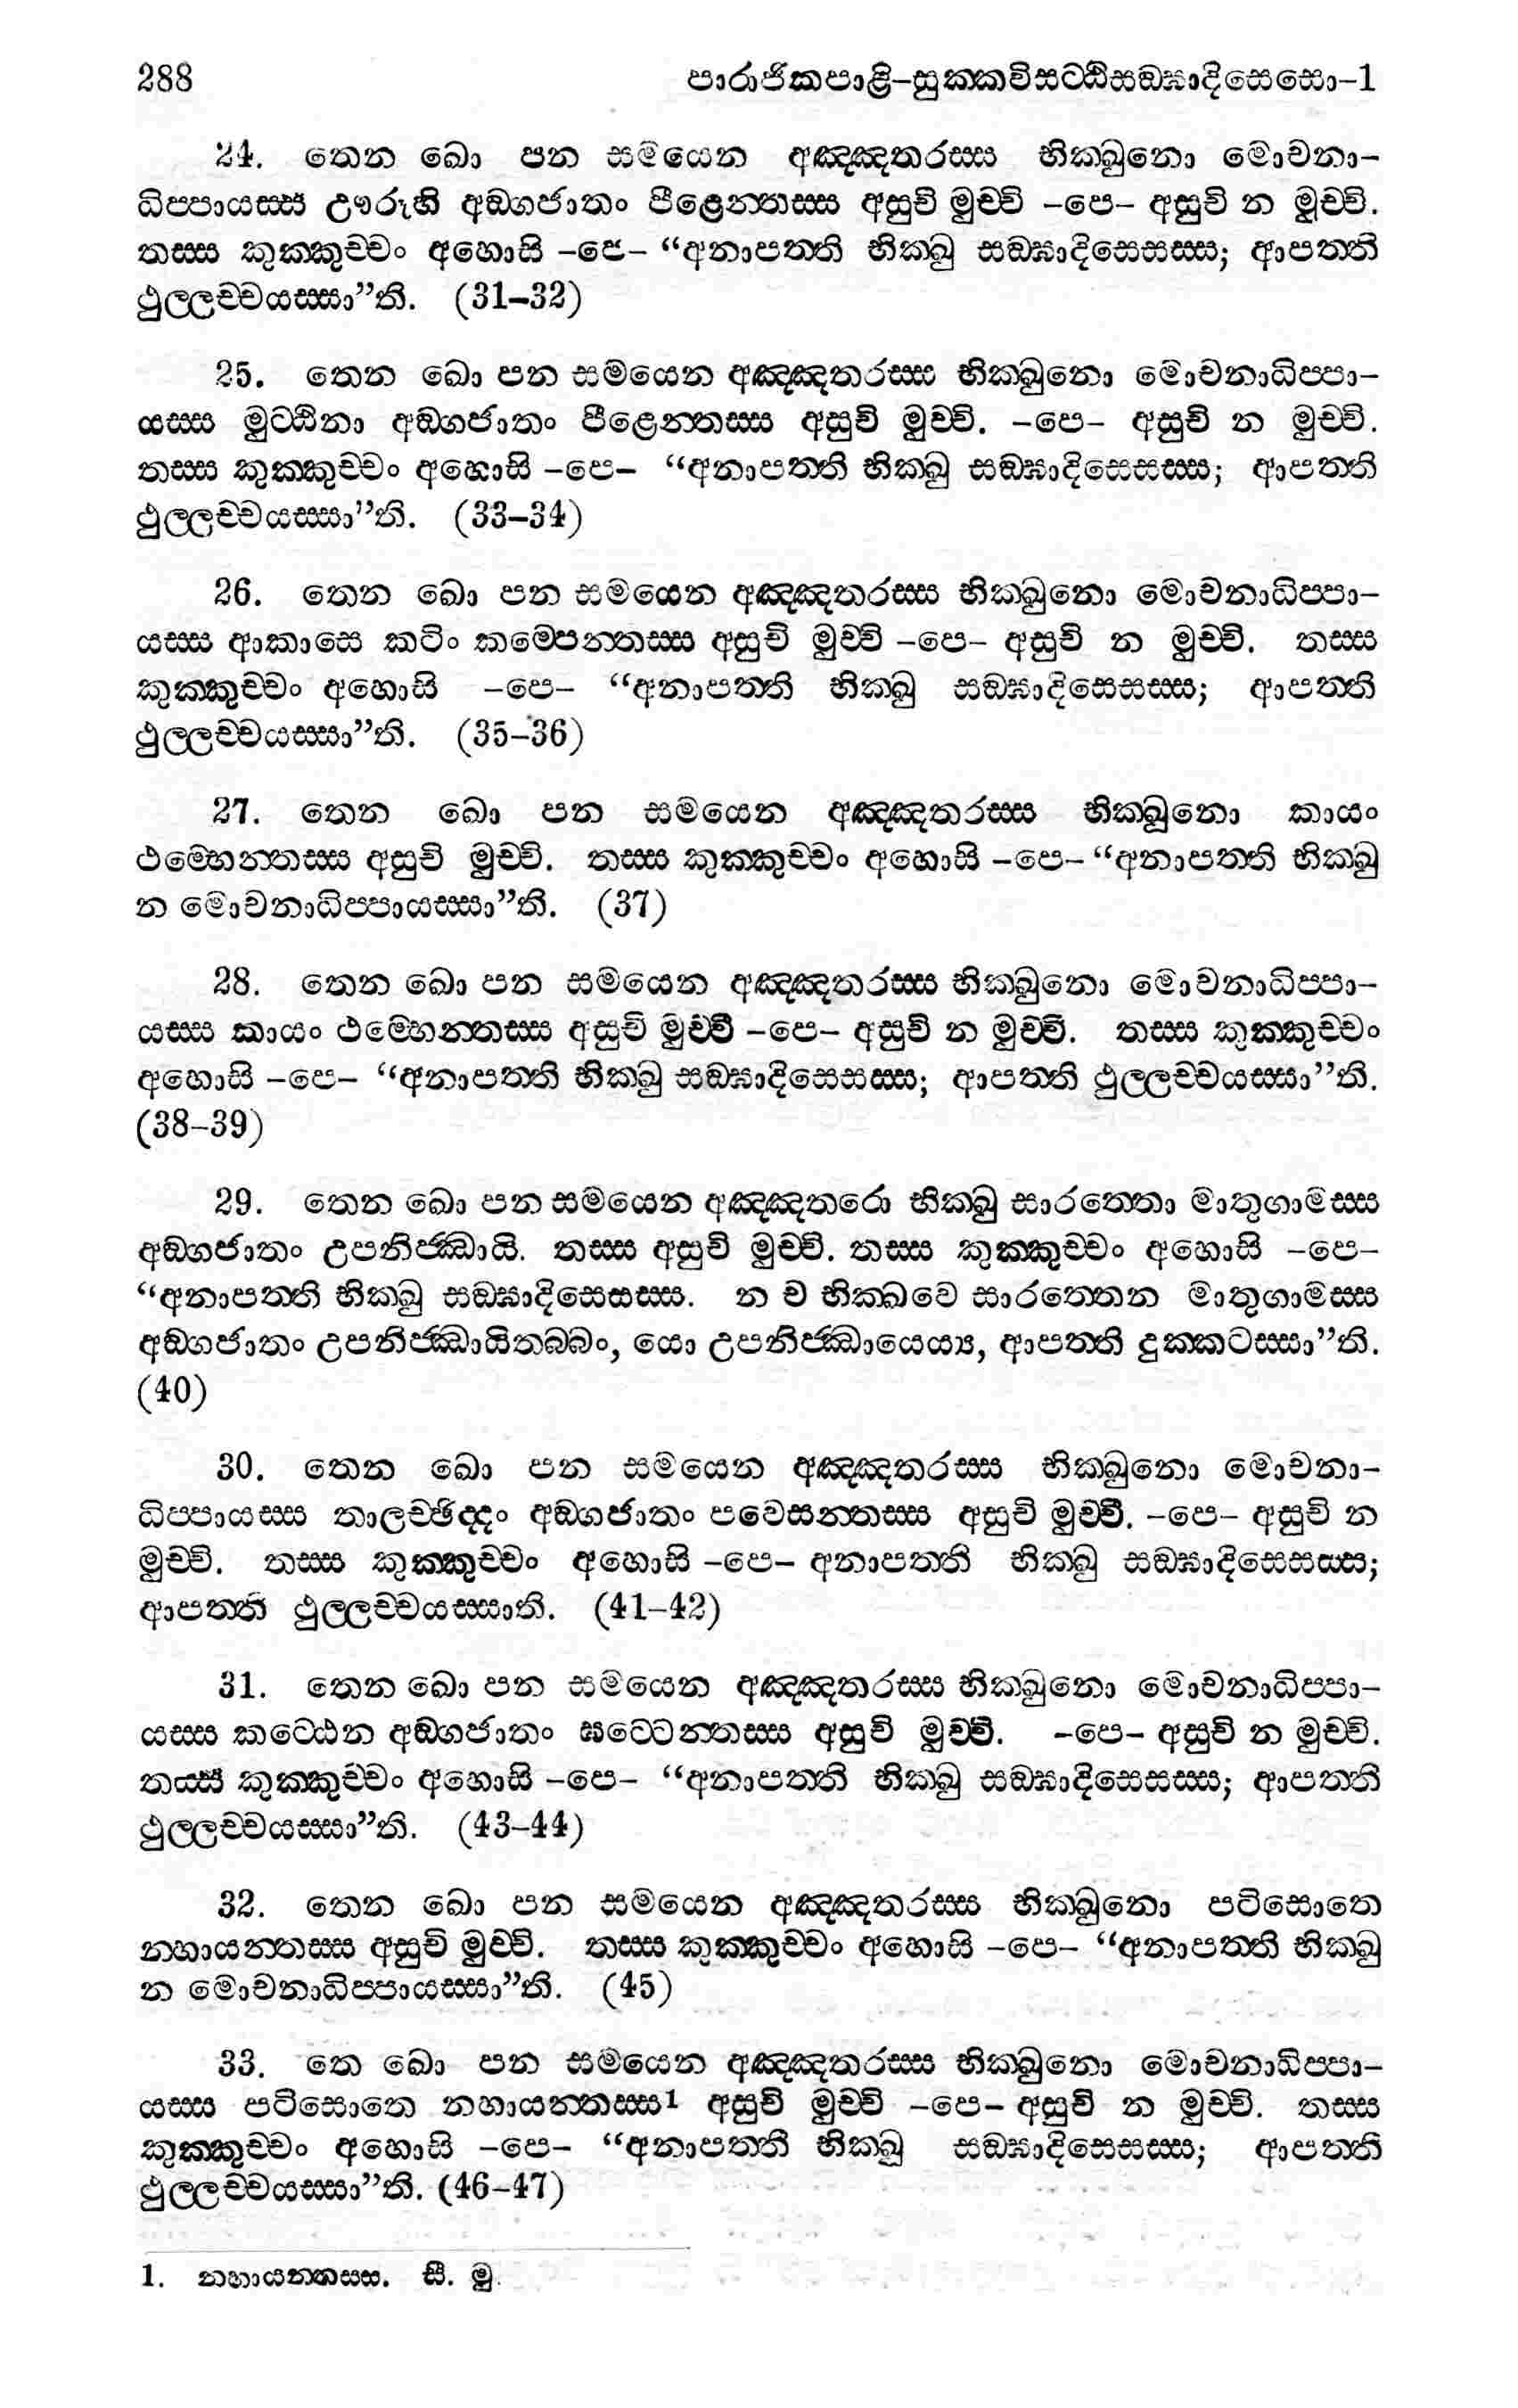 288 පාරාජිකපාළි–සුක්කවිසට්ඨිසඞ්ඝාදිසෙසො–1
24. තෙන ඛො පන සමයෙන අඤ්ඤතරස්ස භික්ඛුනො මොචනා–
ධිප්පායස්ස ඌරූහි අඞ්ගජාතං පීළෙන්තස්ස අසුචි මුච්චි –පෙ– අසුචි න මුච්චි.
තස්ස කුක්කුච්චං අහොසි –පෙ– “අනාපත්ති භික්ඛු සඞ්ඝාදිසෙසස්ස; ආපත්ති
ථුල්ලච්චයස්සා”ති. (31–32)
25. තෙන ඛො පන සමයෙන අඤ්ඤතරස්ස භික්ඛුනො මොචනාධිප්පා–
යස්ස මුට්ඨිනා අඞ්ගජාතං පීළෙන්තස්ස අසුචි මුච්චි. –පෙ– අසුචි න මුච්චි.
තස්ස කුක්කුච්චං අහොසි –පෙ– “අනාපත්ති භික්ඛු සඞ්ඝාදිසෙසස්ස; ආපත්ති
ථුල්ලච්චයස්සා”ති. (33–34)
26. තෙන ඛො පන සමයෙන අඤ්ඤතරස්ස භික්ඛුනො මොචනාධිප්පා–
යස්ස ආකාසෙ කටිං කම්පෙන්තස්ස අසුචි මුච්චි –පෙ– අසුචි න මුච්චි. තස්ස
කුක්කුච්චං අහොසි –පෙ– “අනාපත්ති භික්ඛු සඞ්ඝාදිසෙසස්ස; ආපත්ති
ථුල්ලච්චයස්සා”ති. (35–36)
27. තෙන ඛො පන සමයෙන අඤ්ඤතරස්ස භික්ඛූනො කායං
ථම්භෙන්තස්ස අසුචි මුච්චි. තස්ස කුක්කුච්චං අහොසි –පෙ– “අනාපත්ති භික්ඛු
න මොචනාධිප්පායස්සා”ති. (37)
28. තෙන ඛො පන සමයෙන අඤ්ඤතරස්ස භික්ඛුනො මොචනාධිප්පා–
යස්ස කායං ථම්භෙන්තස්ස අසුචි මුච්චි –පෙ– අසුචි න මුච්චි. තස්ස කුක්කුච්චං
අහොසි –පෙ– “අනාපත්ති භික්ඛු සඞ්ඝාදිසෙසස්ස; ආපත්ති ථුල්ලච්චයස්සා”ති.
(38–39)
29. තෙන ඛො පන සමයෙන අඤ්ඤතරො භික්ඛු සාරත්තො මාතුගාමස්ස
අඞ්ගජාතං උපනිජ්ඣායි. තස්ස අසුචි මුච්චි. තස්ස කුක්කුච්චං අහොසි –පෙ–
“අනාපත්ති භික්ඛු සඞ්ඝාදිසෙසස්ස. න ච භික්ඛවෙ සාරත්තෙන මාතුගාමස්ස
අඞ්ගජාතං උපනිජ්ඣායිතබ්බං, යො උපනිජ්ඣායෙය්‍ය, ආපත්ති දුක්කටස්සා”ති.
(40)
30. තෙන ඛො පන සමයෙන අඤ්ඤතරස්ස භික්ඛුනො මොචනා–
ධිප්පායස්ස තාලච්ඡිද්දං අඞ්ගජාතං පවෙසන්තස්ස අසුචි මුච්චි. –පෙ– අසුචි න
මුච්චි. තස්ස කුක්කුච්චං අහොසි –පෙ– අනාපත්ති භික්ඛු සඞ්ඝාදිසෙසස්ස;
ආපත්ති ථුල්ලච්චයස්සාති. (41–42)
31. තෙන ඛො පන සමයෙන අඤ්ඤතරස්ස භික්ඛුනො මොචනාධිප්පා–
යස්ස කට්ඨෙන අඞ්ගජාතං ඝට්ටෙන්තස්ස අසුචි මුච්චි. –පෙ– අසුචි න මුච්චි.
තස්ස කුක්කුච්චං අහොසි –පෙ– “අනාපත්ති භික්ඛු සඞ්ඝාදිසෙසස්ස; ආපත්ති
ථුල්ලච්චයස්සා”ති. (43–44)
32. තෙන ඛො පන සමයෙන අඤ්ඤතරස්ස භික්ඛුනො පටිසොතෙ
නහායන්තස්ස අසුචි මුච්චි. තස්ස කුක්කුච්චං අහොසි –පෙ– “අනාපත්ති භික්ඛු
න මොචනාධිප්පායස්සා”ති. (45)
33. තෙ ඛො පන සමයෙන අඤ්ඤතරස්ස භික්ඛුනො මොචනාධිප්පා–
යස්ස පටිසොතෙ නහායන්තස්ස1 අසුචි මුච්චි –පෙ– අසුචි න මුච්චි. තස්ස
කුක්කුච්චං අහොසි –පෙ– “අනාපත්තී භික්ඛු සඞ්ඝාදිසෙසස්ස; ආපත්ති
ථුල්ලච්චයස්සා”ති. (46–47)
1. නහායන්තසස. සී. මු.